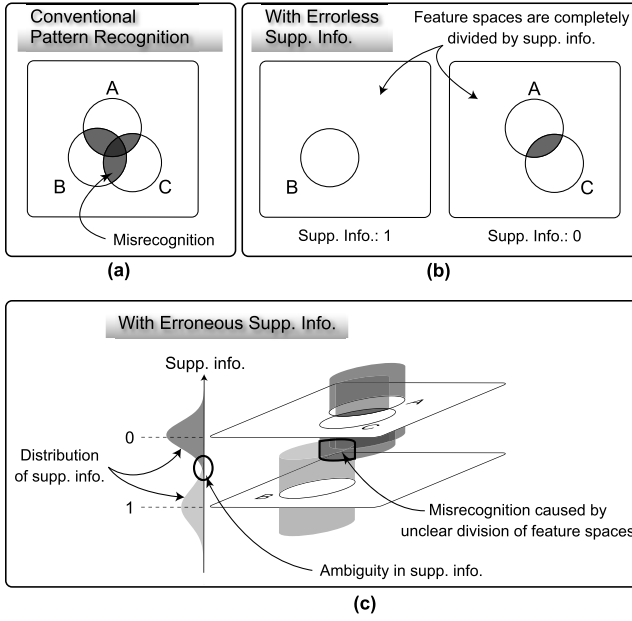 Conventional
Pattern Recognition
A
B
C
Misrecognition
(a)
With Errorless
Supp. Info.
Feature spaces are completely
divided by supp. info.
B
A
C
Supp. Info.: 1
Supp. Info.: 0
(b)
With Erroneous Supp. Info.
Supp. info.
A
C
0
Distribution
of supp. info.
B
1
Misrecognition caused by
unclear division of feature spaces
Ambiguity in supp. info.
(c)